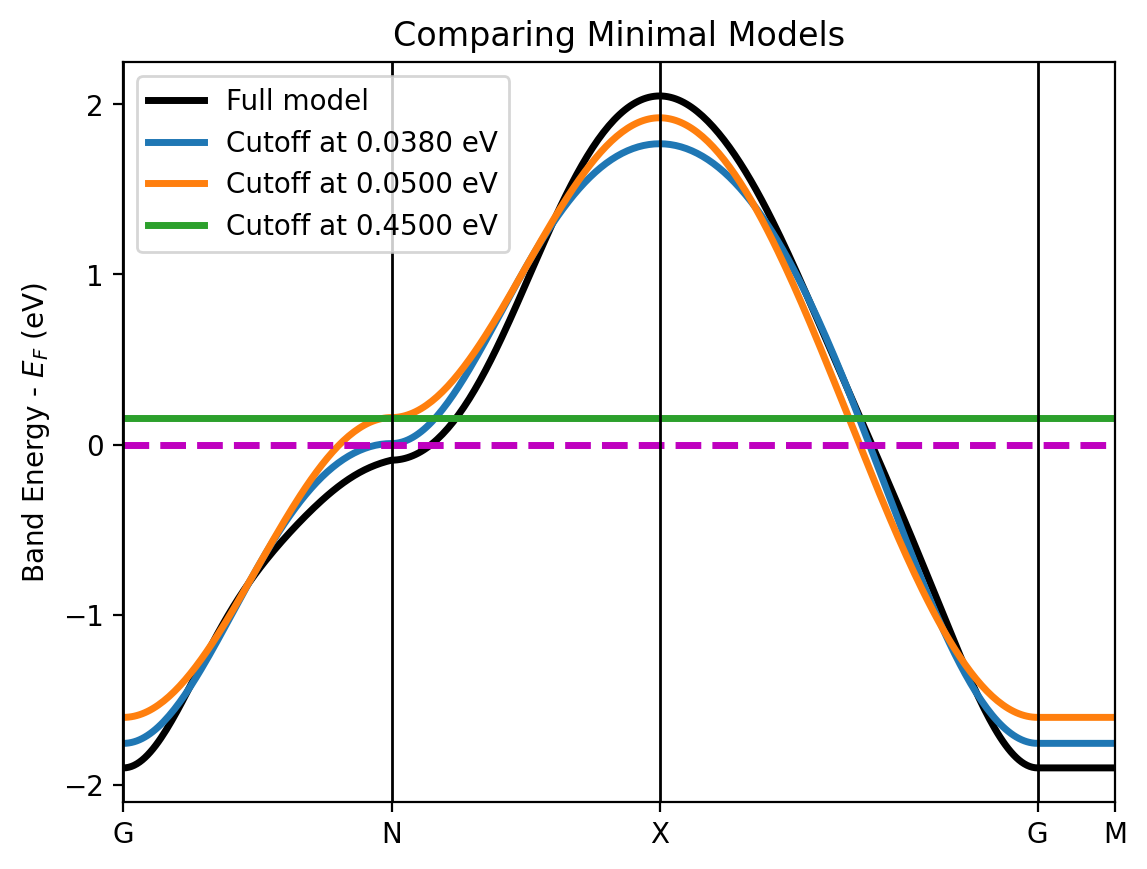 Comparing Minimal Models
Full model
Cutoff at 0.0380 eV
Cutoff at 0.0500 eV
Cutoff at 0.4500 eV
Band Energy - E_F (eV)
2
1
0
−1
−2
G N X G M